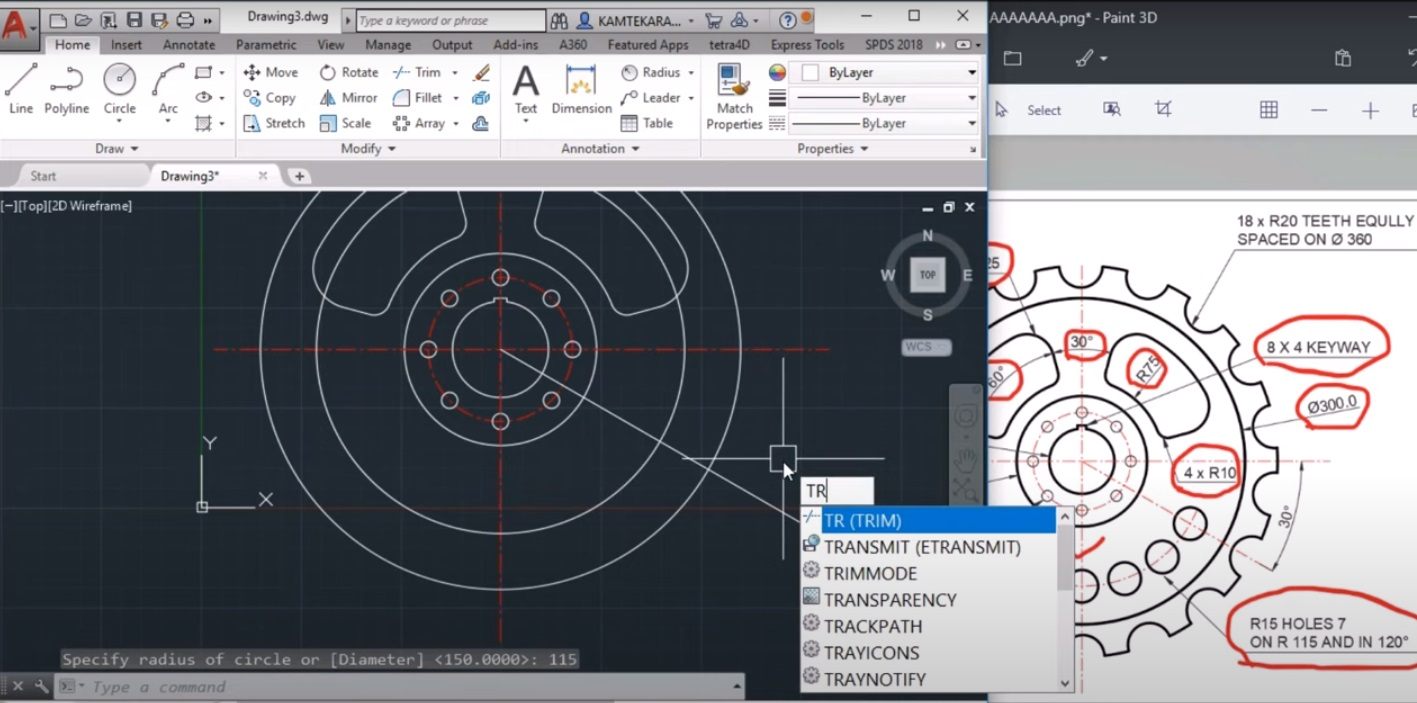 Drawing3.dwg
Type a keyword or phrase
KAMTEKARA...
AAAAAAA.png* - Paint 3D
Home Insert Annotate Parametric View Manage Output Add-ins A360 Featured Apps tetra4D Express Tools SPDS 2018
Line Polyline Circle Arc
Move Rotate Trim
Copy Mirror Fillet
Stretch Scale Array
Text Dimension
Radius
Leader
Table
Match
Properties
ByLayer
ByLayer
ByLayer
Select
Draw Modify Annotation Properties
Start Drawing3*
[−][Top][2D Wireframe]
N
W TOP E
S
WCS
Y
X
TR
TR (TRIM)
TRANSMIT (ETRANSMIT)
TRIMMODE
TRANSPARENCY
TRACKPATH
TRAYICONS
TRAYNOTIFY
Specify radius of circle or [Diameter] <150.0000>: 115
Type a command
18 x R20 TEETH EQULLY
SPACED ON Ø 360
25
30°
8 X 4 KEYWAY
R75
60°
Ø300.0
4 x R10
30°
R15 HOLES 7
ON R 115 AND IN 120°